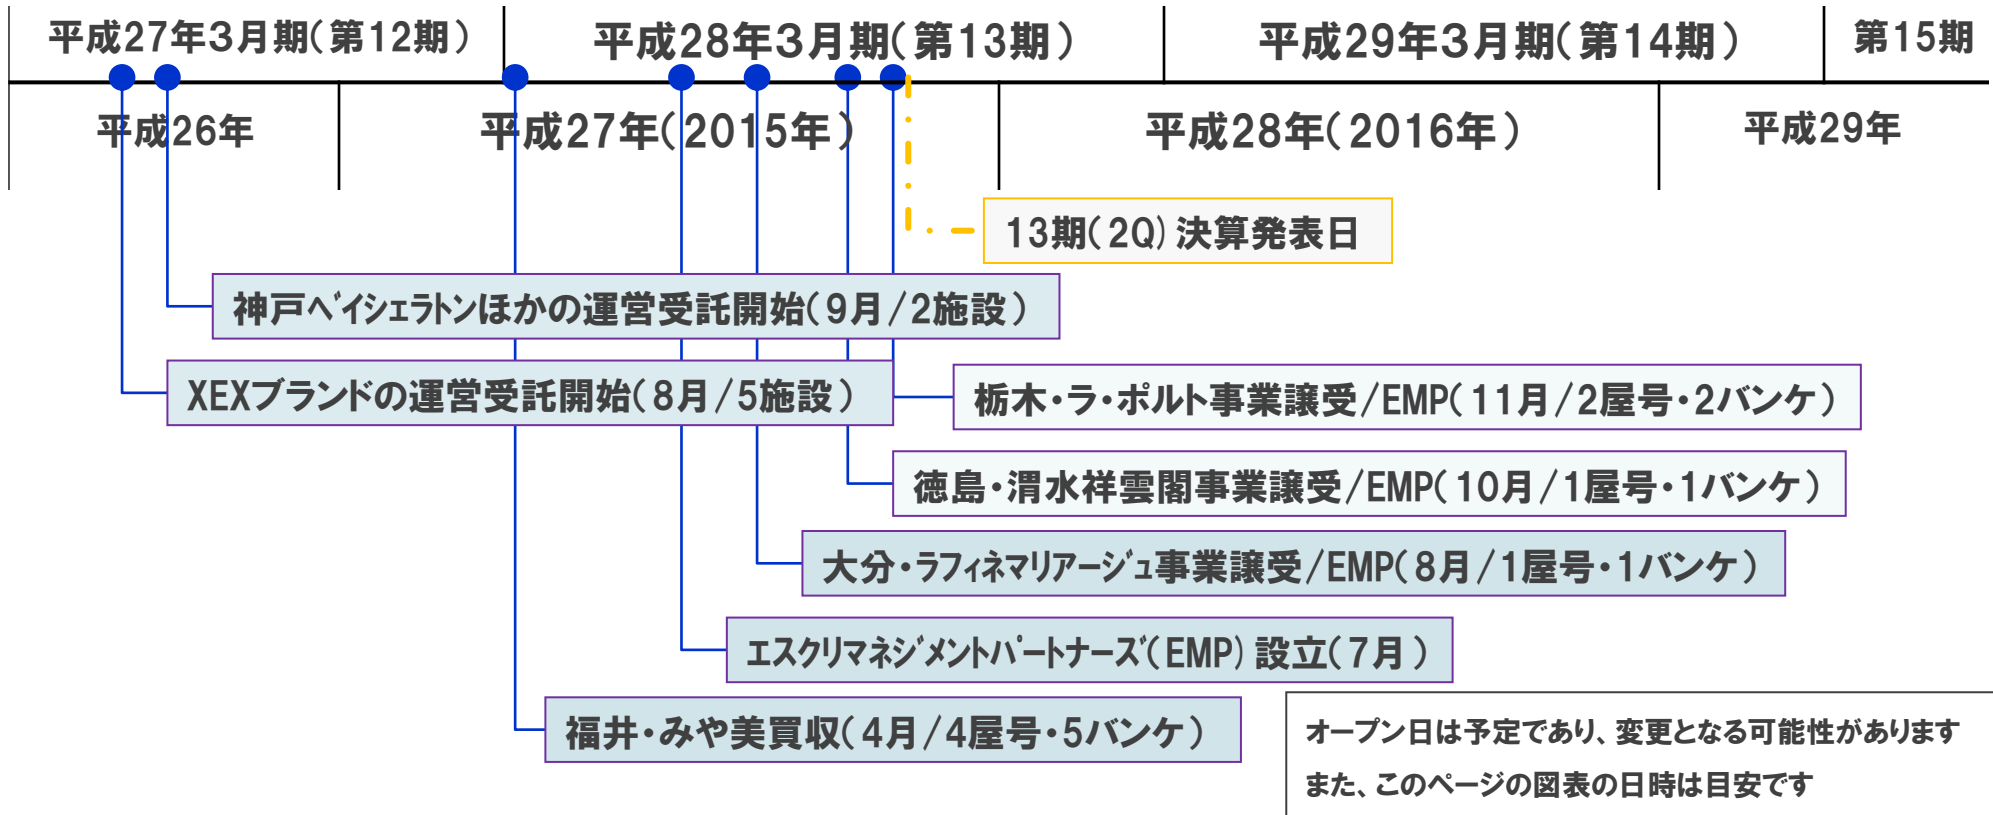 平成27年3月期(第12期)
平成28年3月期(第13期)
平成29年3月期(第14期)
第15期
平成26年
平成27年(2015年)
平成28年(2016年)
平成29年
13期(2Q)決算発表日
神戸ベイシェラトンほかの運営受託開始(9月/2施設)
XEXブランドの運営受託開始(8月/5施設)
栃木・ラ・ポルト事業譲受/EMP(11月/2屋号・2バンケ)
徳島・渭水祥雲閣事業譲受/EMP(10月/1屋号・1バンケ)
大分・ラフィネマリアージュ事業譲受/EMP(8月/1屋号・1バンケ)
エスクリマネジメントパートナーズ(EMP)設立(7月)
福井・みや美買収(4月/4屋号・5バンケ)
オープン日は予定であり、変更となる可能性があります
また、このページの図表の日時は目安です